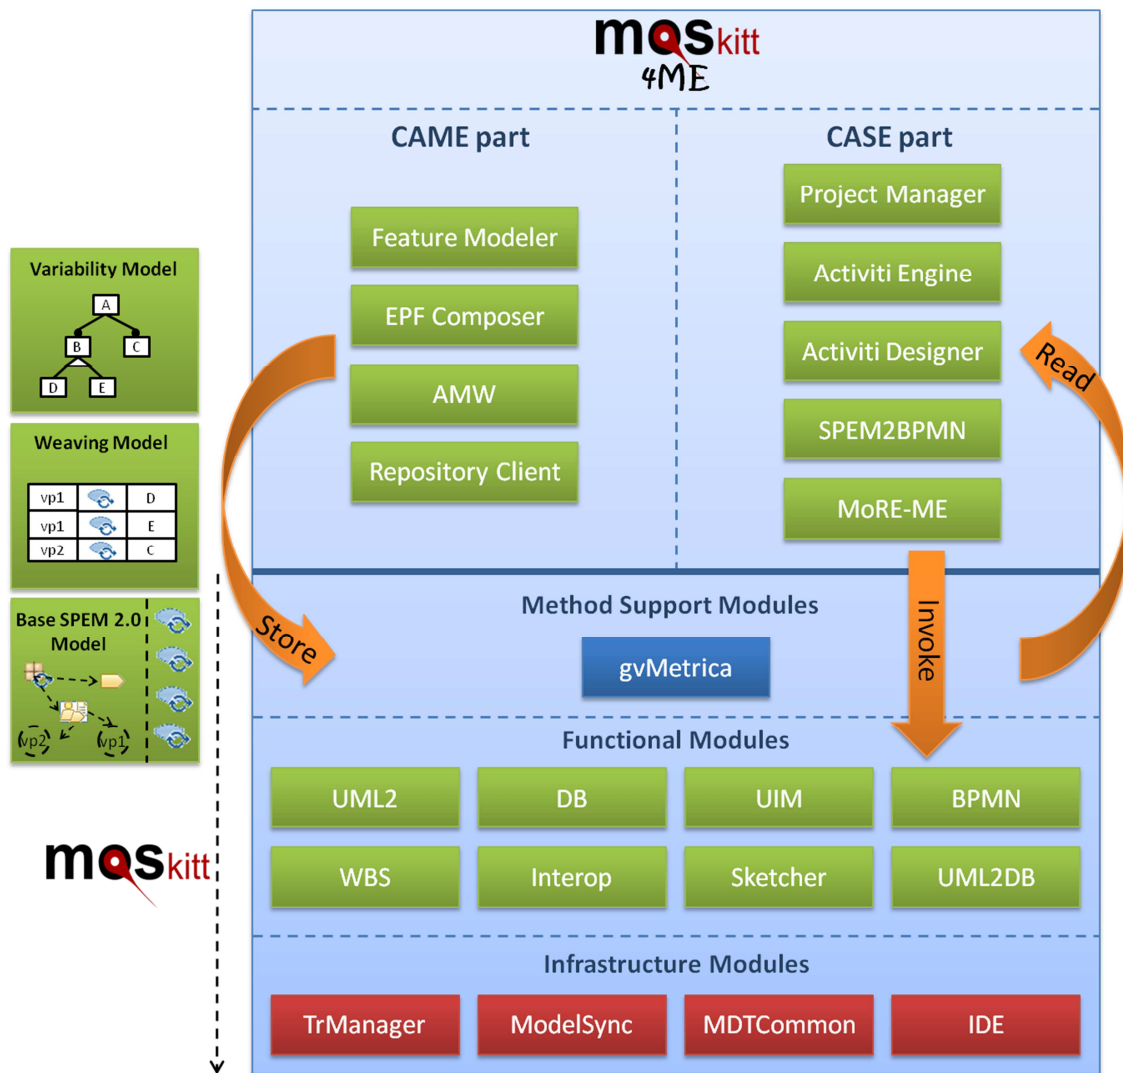 moskitt
4ME
CAME part
CASE part
Feature Modeler
EPF Composer
AMW
Repository Client
Project Manager
Activiti Engine
Activiti Designer
SPEM2BPMN
MoRE-ME
Variability Model
A
B
C
D
E
Weaving Model
vp1 D
vp1 E
vp2 C
Base SPEM 2.0
Model
vp2
vp1
Store
Read
Invoke
Method Support Modules
gvMetrica
Functional Modules
UML2
DB
UIM
BPMN
WBS
Interop
Sketcher
UML2DB
moskitt
Infrastructure Modules
TrManager
ModelSync
MDTCommon
IDE